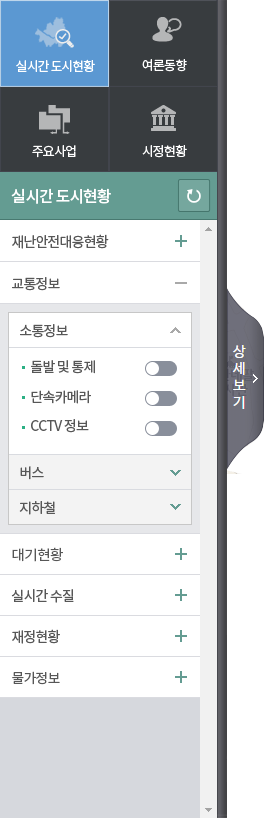 실시간 도시현황
여론동향
주요사업
시정현황
실시간 도시현황
재난안전대응현황
교통정보
소통정보
돌발 및 통제
단속카메라
CCTV 정보
버스
지하철
대기현황
실시간 수질
재정현황
물가정보
상세보기